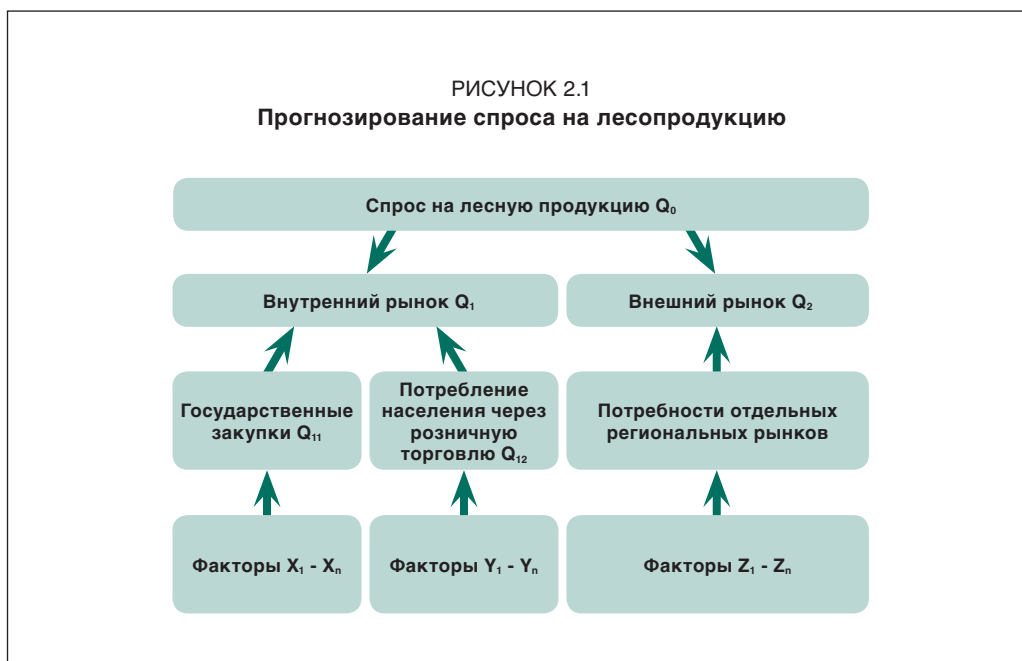 РИСУНОК 2.1
Прогнозирование спроса на лесопродукцию
Спрос на лесную продукцию Q₀
Внутренний рынок Q₁
Внешний рынок Q₂
Государственные
закупки Q₁₁
Потребление
населения через
розничную
торговлю Q₁₂
Потребности отдельных
региональных рынков
Факторы X₁ - Xₙ
Факторы Y₁ - Yₙ
Факторы Z₁ - Zₙ